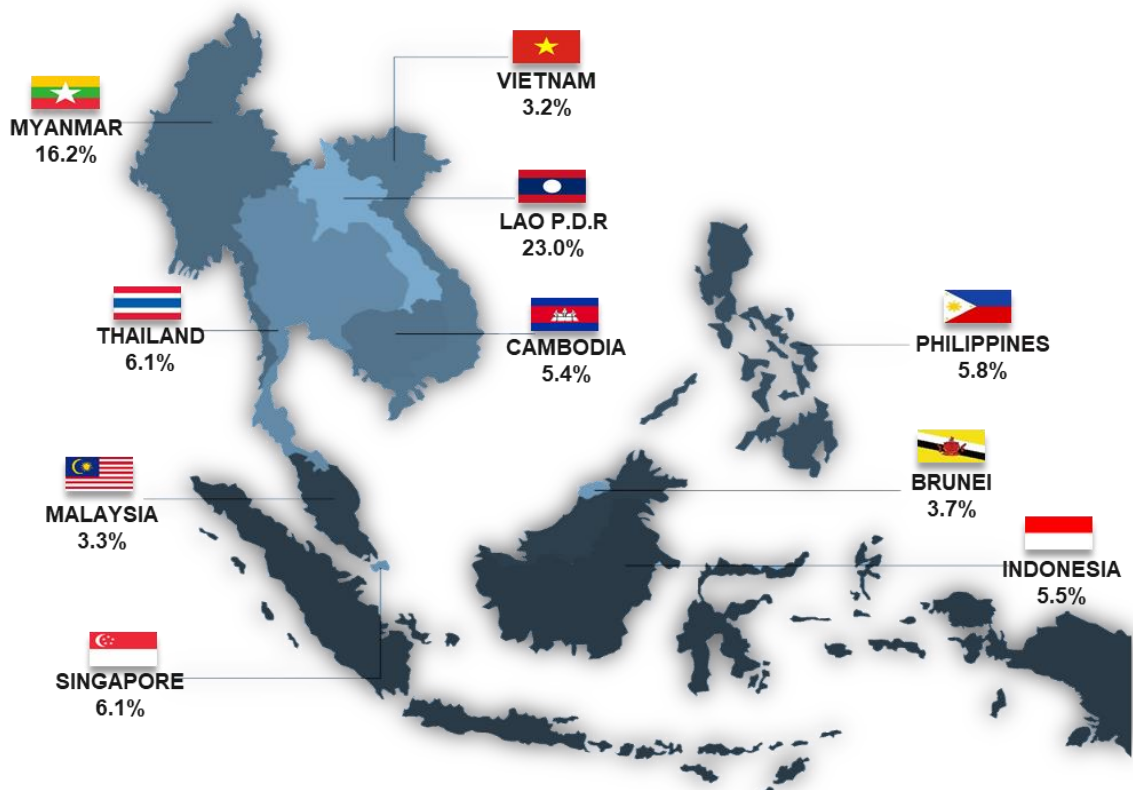 VIETNAM
3.2%
MYANMAR
16.2%
LAO P.D.R
23.0%
THAILAND
6.1%
CAMBODIA
5.4%
PHILIPPINES
5.8%
BRUNEI
3.7%
MALAYSIA
3.3%
INDONESIA
5.5%
SINGAPORE
6.1%